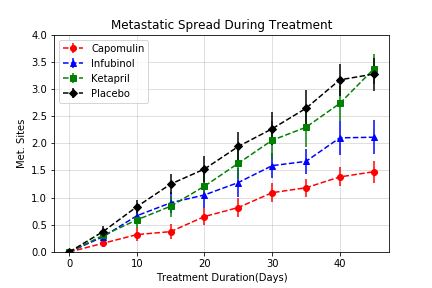 Metastatic Spread During Treatment
4.0
3.5
3.0
2.5
2.0
1.5
1.0
0.5
0.0
Met. Sites
Capomulin
Infubinol
Ketapril
Placebo
0 10 20 30 40
Treatment Duration(Days)